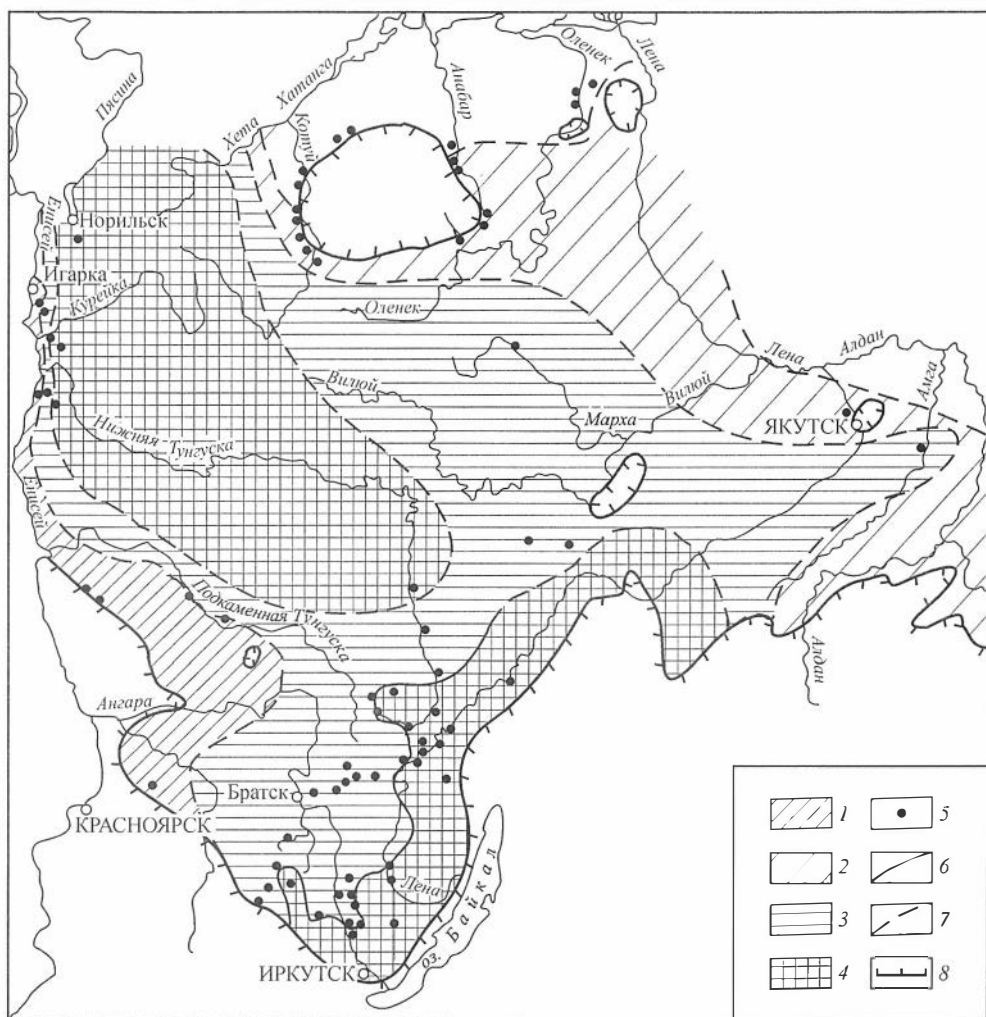 Пясина
Хета
Хатанга
Котуй
Анабар
Оленек
Лена
Енисей
Норильск
Игарка
Курейка
Оленек
Вилюй
Марха
Вилюй
Лена
Алдан
Амга
ЯКУТСК
Нижняя Тунгуска
Енисей
Подкаменная Тунгуска
Алдан
Ангара
Братск
КРАСНОЯРСК
Лена
оз. Байкал
ИРКУТСК
1
5
2
6
3
7
4
8